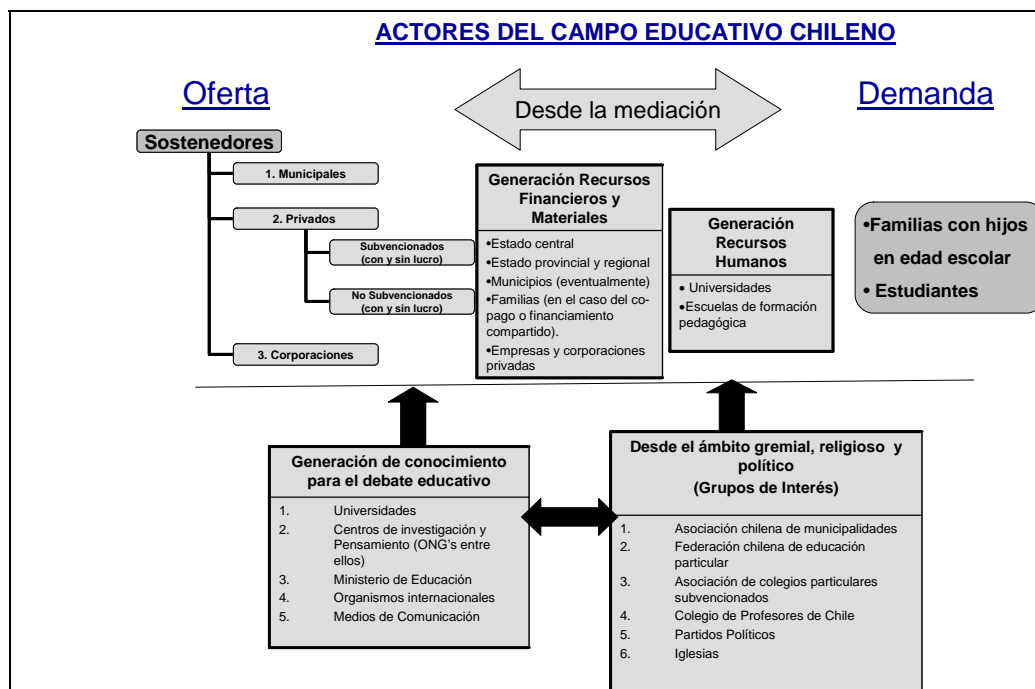 ACTORES DEL CAMPO EDUCATIVO CHILENO
Oferta
Desde la mediación
Demanda
Sostenedores
1. Municipales
2. Privados
Subvencionados
(con y sin lucro)
No Subvencionados
(con y sin lucro)
3. Corporaciones
Generación Recursos
Financieros y
Materiales
•Estado central
•Estado provincial y regional
•Municipios (eventualmente)
•Familias (en el caso del co-
pago o financiamiento
compartido).
•Empresas y corporaciones
privadas
Generación
Recursos
Humanos
• Universidades
•Escuelas de formación
pedagógica
•Familias con hijos
en edad escolar
• Estudiantes
Generación de conocimiento
para el debate educativo
1. Universidades
2. Centros de investigación y
Pensamiento (ONG's entre
ellos)
3. Ministerio de Educación
4. Organismos internacionales
5. Medios de Comunicación
Desde el ámbito gremial, religioso y
político
(Grupos de Interés)
1. Asociación chilena de municipalidades
2. Federación chilena de educación
particular
3. Asociación de colegios particulares
subvencionados
4. Colegio de Profesores de Chile
5. Partidos Políticos
6. Iglesias